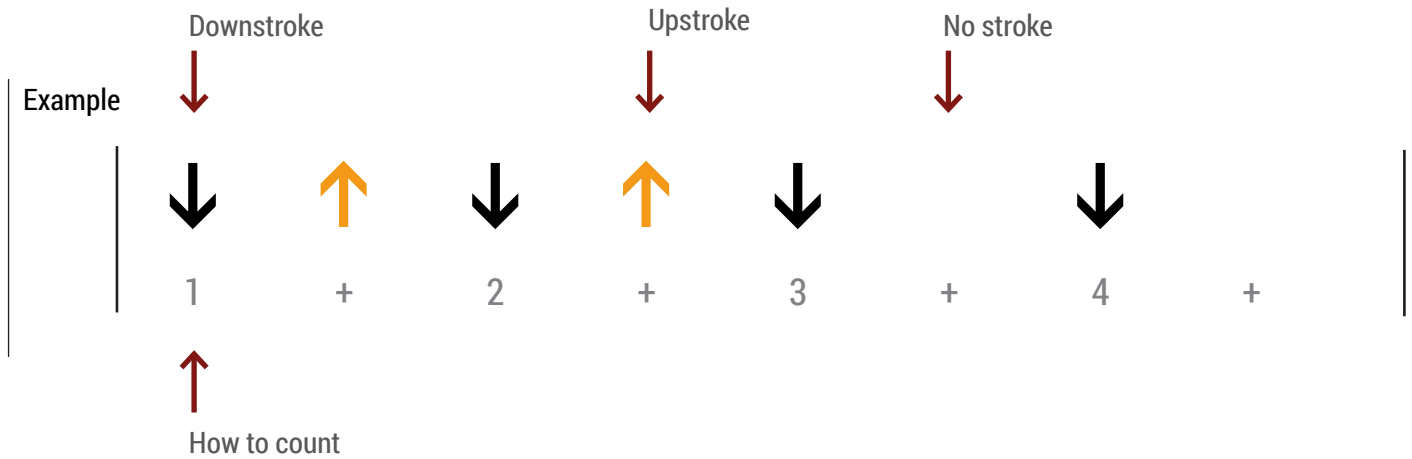 Downstroke Upstroke No stroke
Example
1 + 2 + 3 + 4 +
How to count